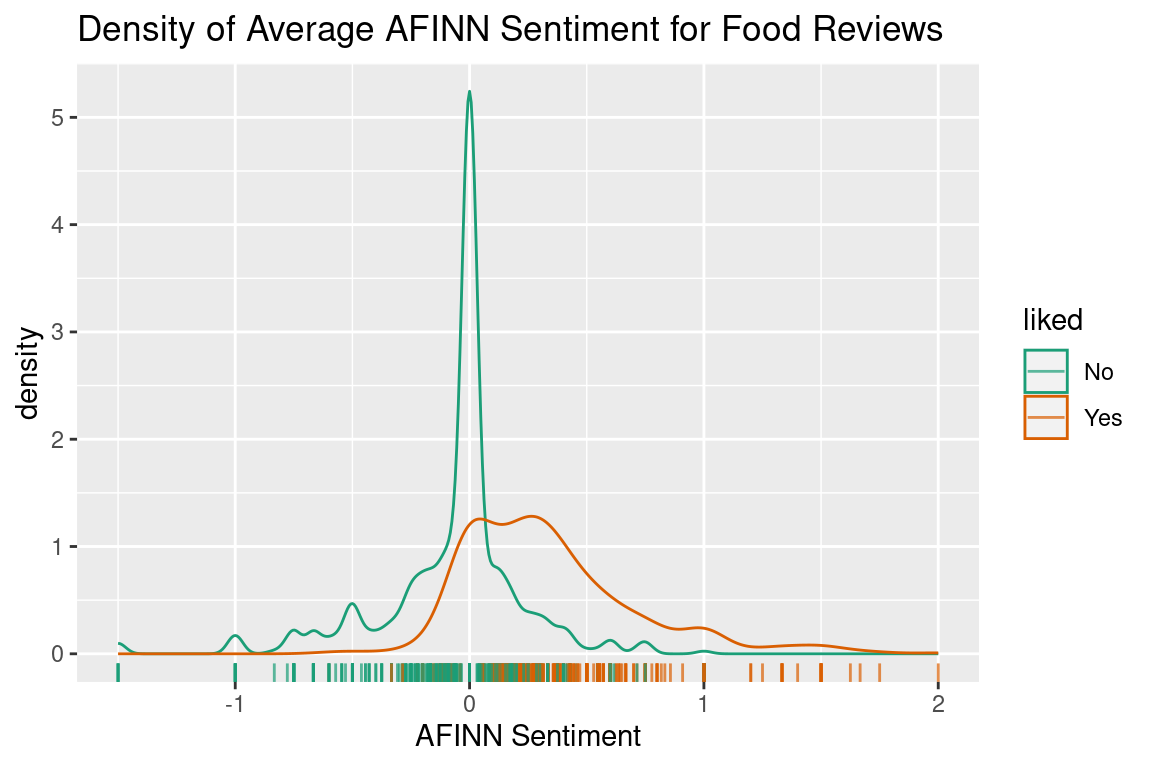 Density of Average AFINN Sentiment for Food Reviews
density
5
4
3
2
1
0
-1
0
1
2
AFINN Sentiment
liked
No
Yes